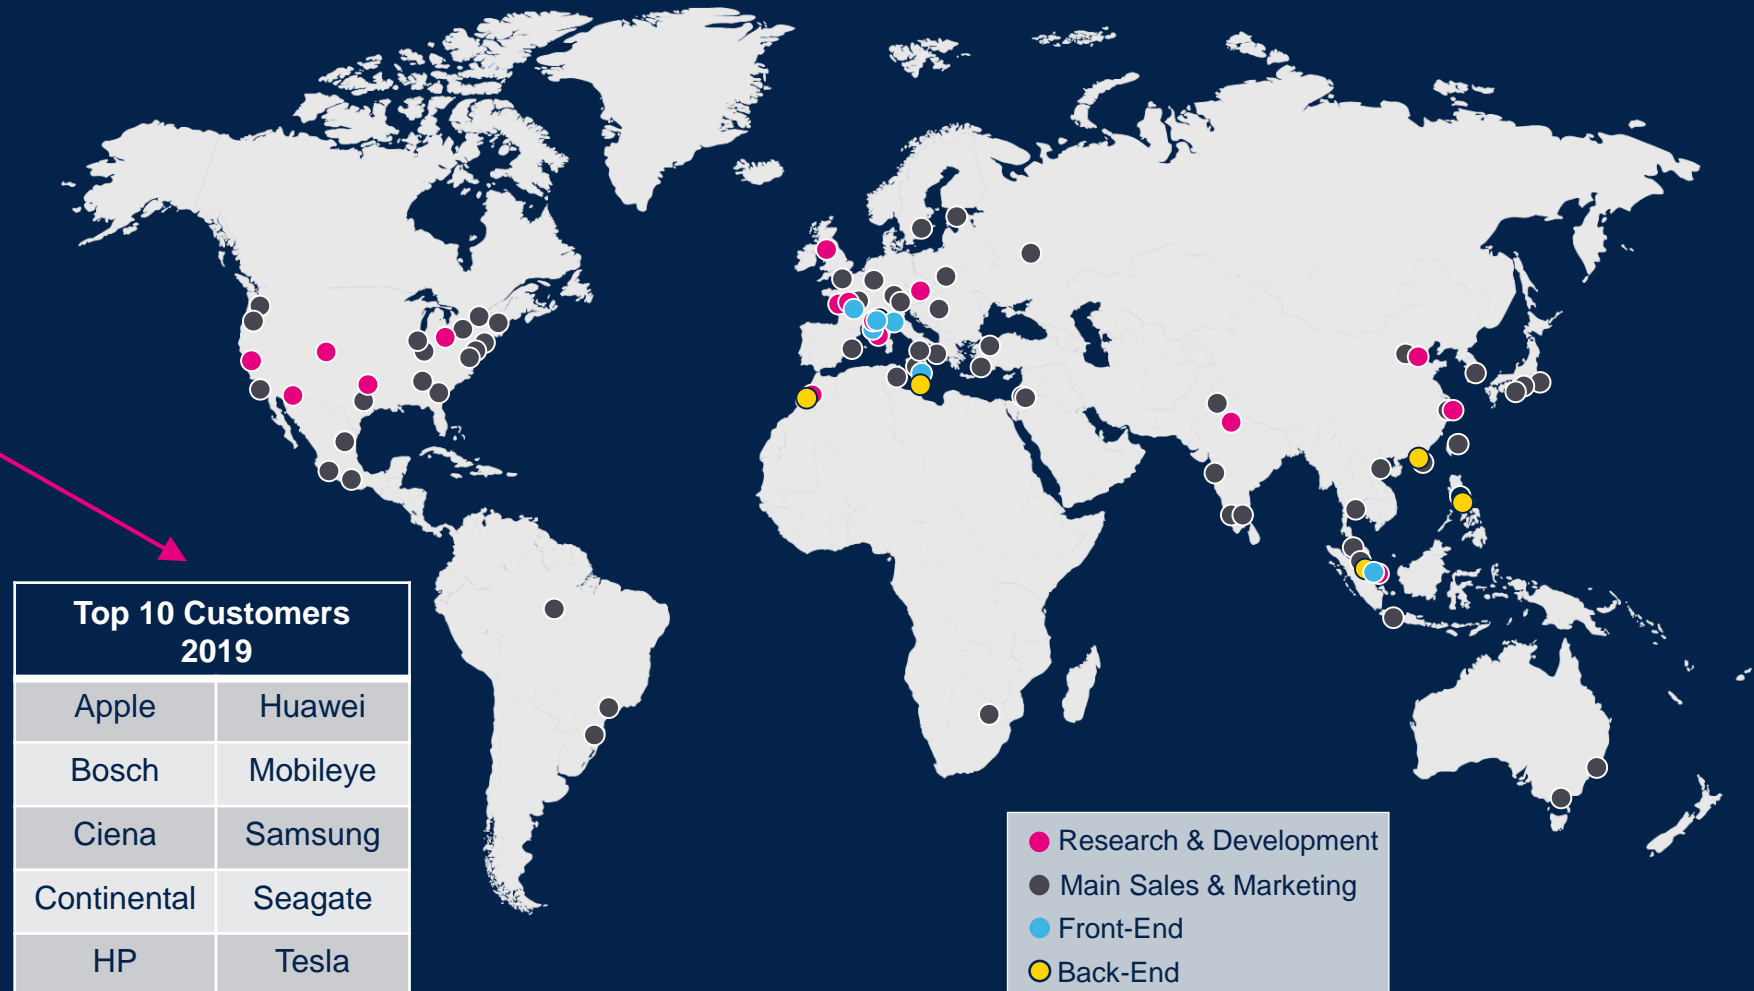 Top 10 Customers
2019
Apple Huawei
Bosch Mobileye
Ciena Samsung
Continental Seagate
HP Tesla
Research & Development
Main Sales & Marketing
Front-End
Back-End